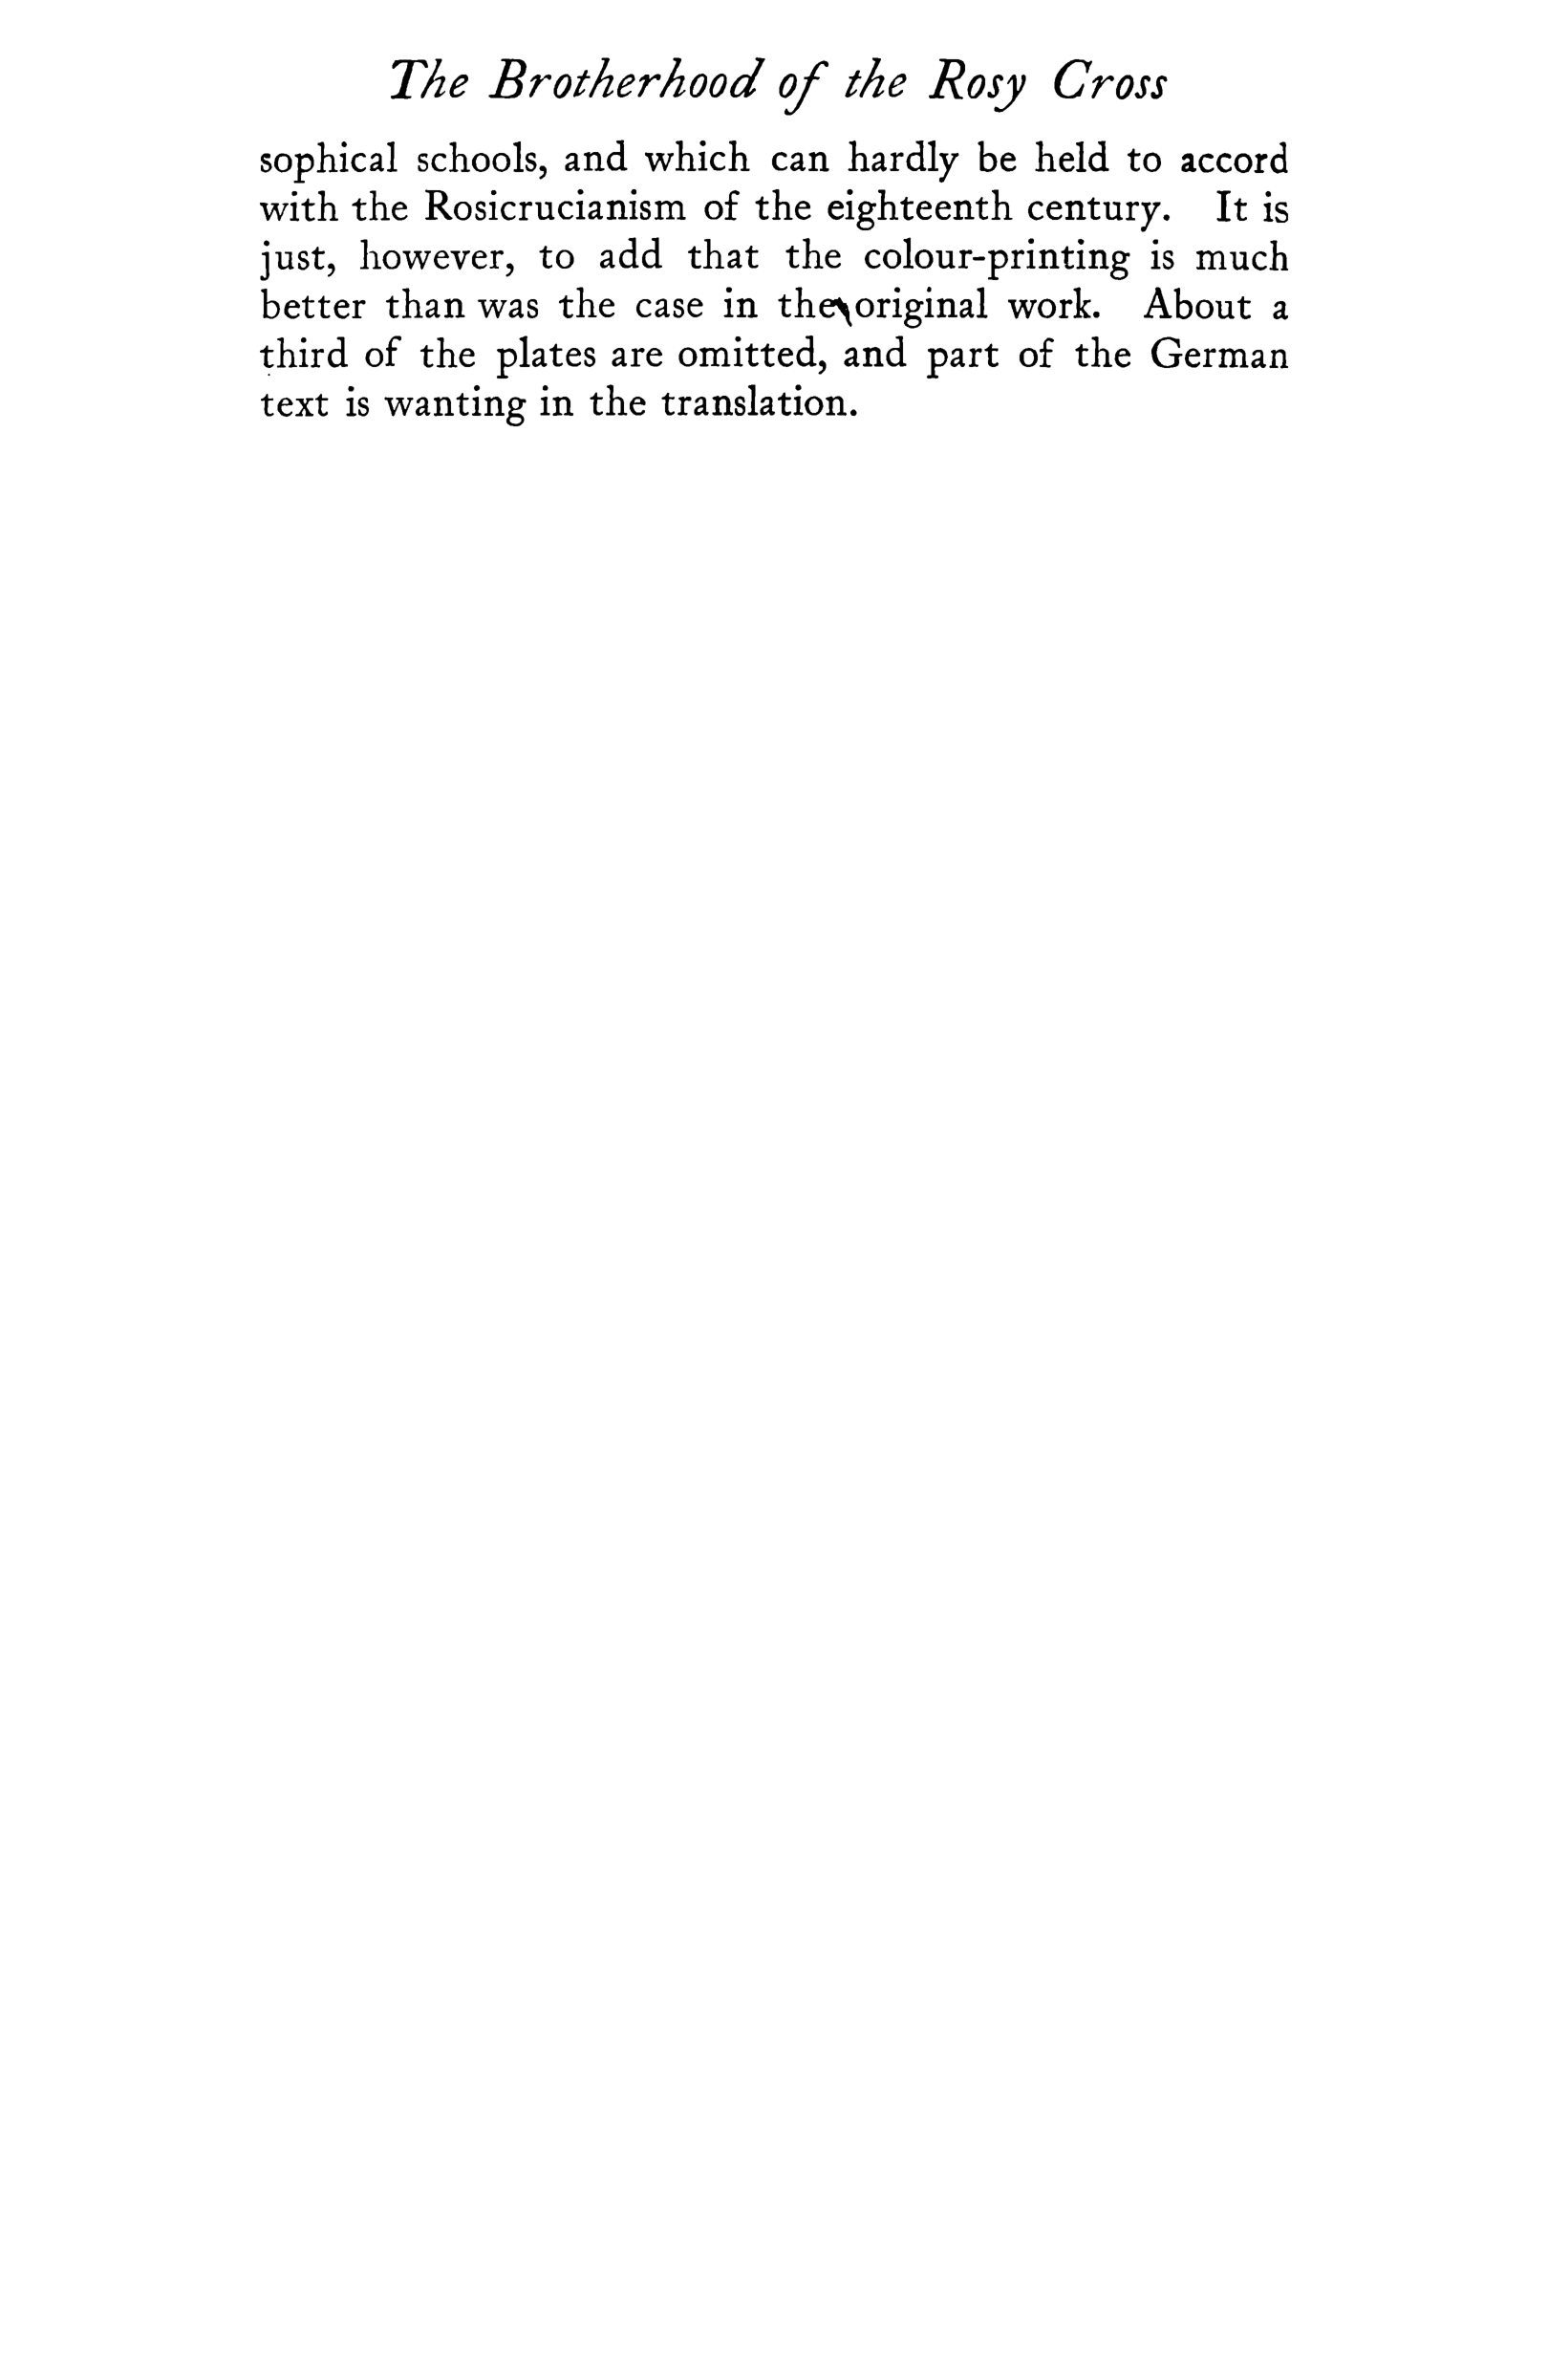 The Brotherhood of the Rosy Cross
sophical schools, and which can hardly be held to accord
with the Rosicrucianism of the eighteenth century. It is
just, however, to add that the colour-printing is much
better than was the case in the original work. About a
third of the plates are omitted, and part of the German
text is wanting in the translation.